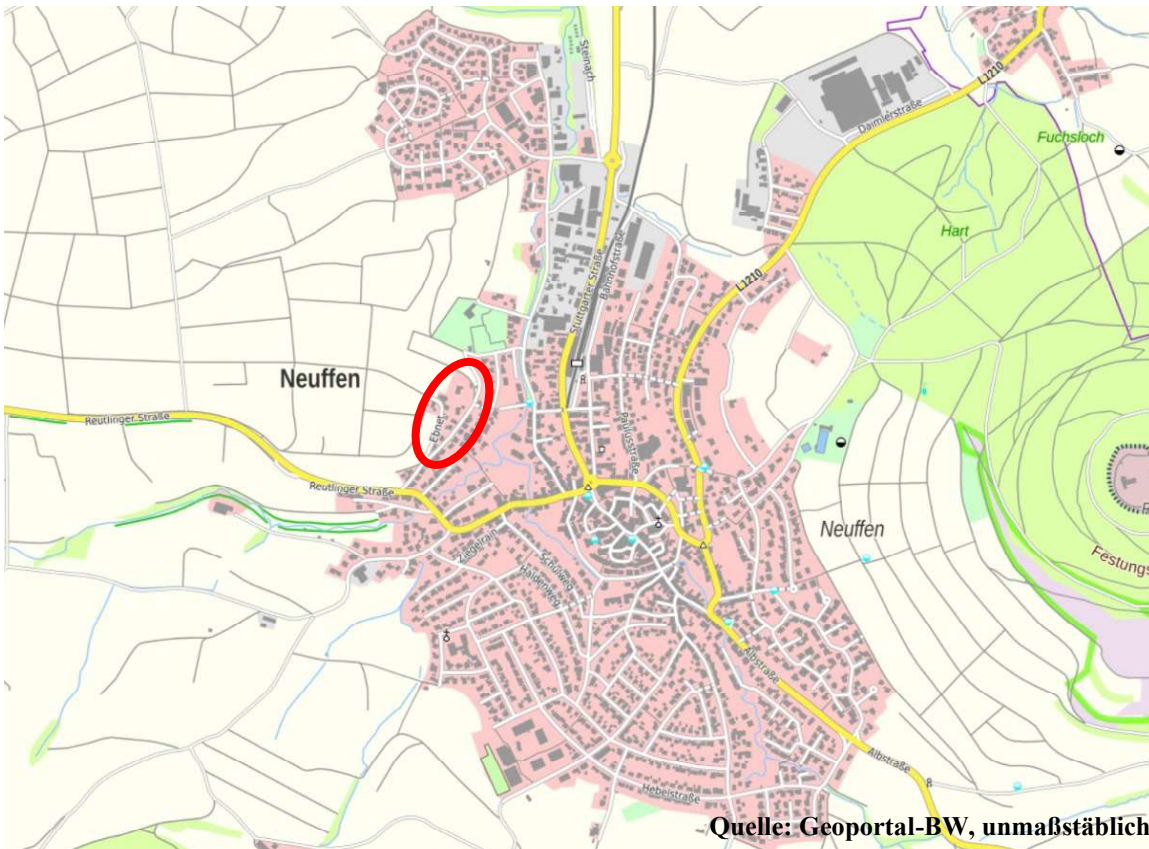 Steinach
L1210
Daimlerstraße
Fuchsloch
Hart
Stuttgarter Straße
Bahnhofstraße
L1210
Neuffen
Reutlinger Straße
Ebnet
Paulusstraße
Reutlinger Straße
Ziegelrain
Schulweg
Haldenweg
Neuffen
Festungs
Albstraße
Albstraße
Hebelstraße
Quelle: Geoportal-BW, unmaßstäblich